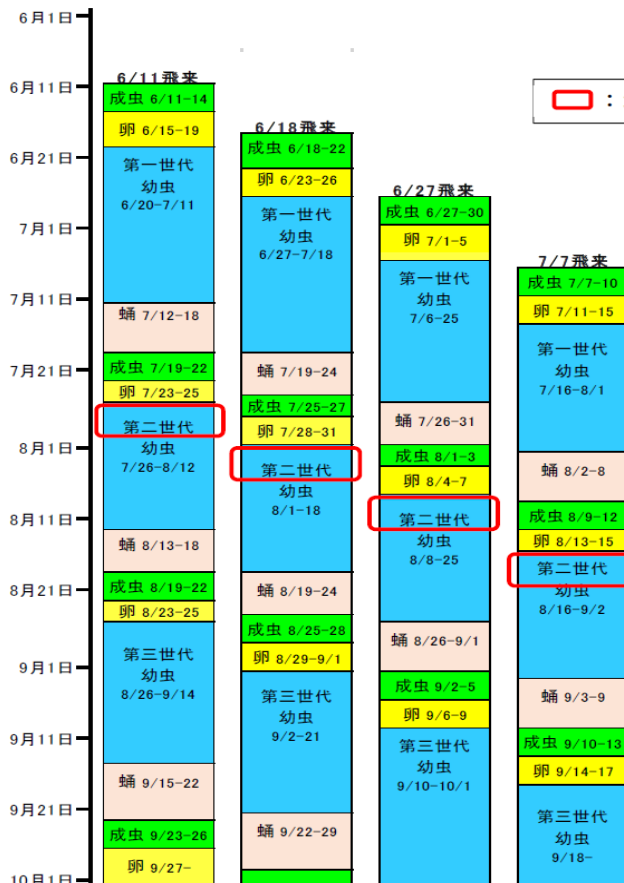 6月1日
6月11日
6月21日
7月1日
7月11日
7月21日
8月1日
8月11日
8月21日
9月1日
9月11日
9月21日
10月1日
6/11飛来
成虫 6/11-14
卵 6/15-19
第一世代
幼虫
6/20-7/11
蛹 7/12-18
成虫 7/19-22
卵 7/23-25
第二世代
幼虫
7/26-8/12
蛹 8/13-18
成虫 8/19-22
卵 8/23-25
第三世代
幼虫
8/26-9/14
蛹 9/15-22
成虫 9/23-26
卵 9/27-
6/18飛来
成虫 6/18-22
卵 6/23-26
第一世代
幼虫
6/27-7/18
蛹 7/19-24
成虫 7/25-27
卵 7/28-31
第二世代
幼虫
8/1-18
蛹 8/19-24
成虫 8/25-28
卵 8/29-9/1
第三世代
幼虫
9/2-21
蛹 9/22-29
6/27飛来
成虫 6/27-30
卵 7/1-5
第一世代
幼虫
7/6-25
蛹 7/26-31
成虫 8/1-3
卵 8/4-7
第二世代
幼虫
8/8-25
蛹 8/26-9/1
成虫 9/2-5
卵 9/6-9
第三世代
幼虫
9/10-10/1
:
7/7飛来
成虫 7/7-10
卵 7/11-15
第一世代
幼虫
7/16-8/1
蛹 8/2-8
成虫 8/9-12
卵 8/13-15
第二世代
幼虫
8/16-9/2
蛹 9/3-9
成虫 9/10-13
卵 9/14-17
第三世代
幼虫
9/18-